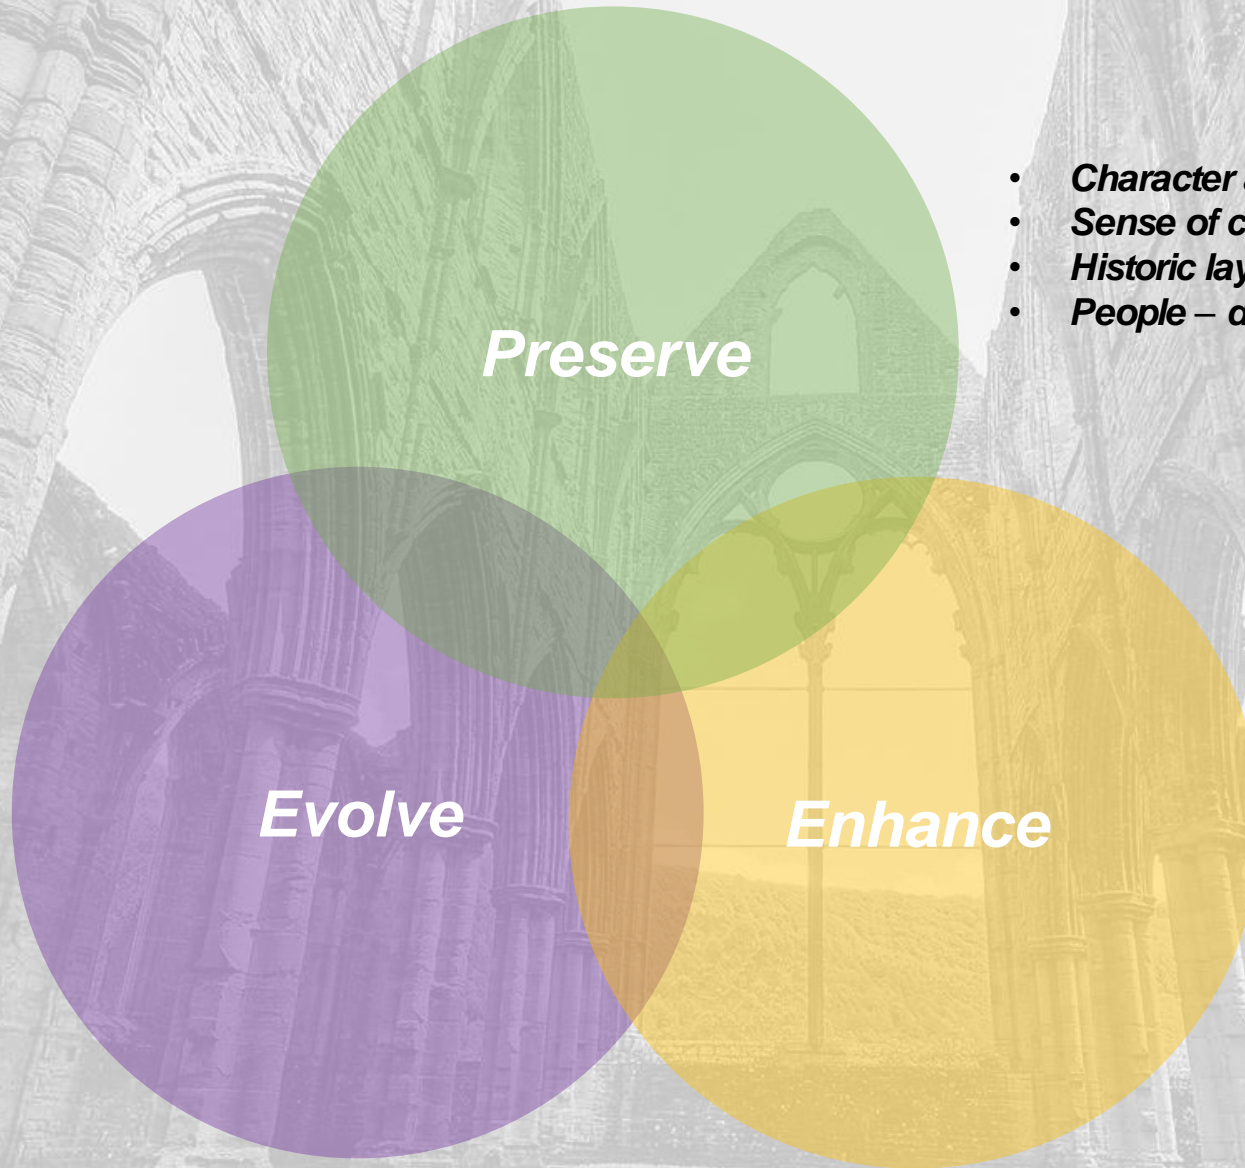 • Character
• Sense of
• Historic
• People –
Preserve
Evolve
Enhance